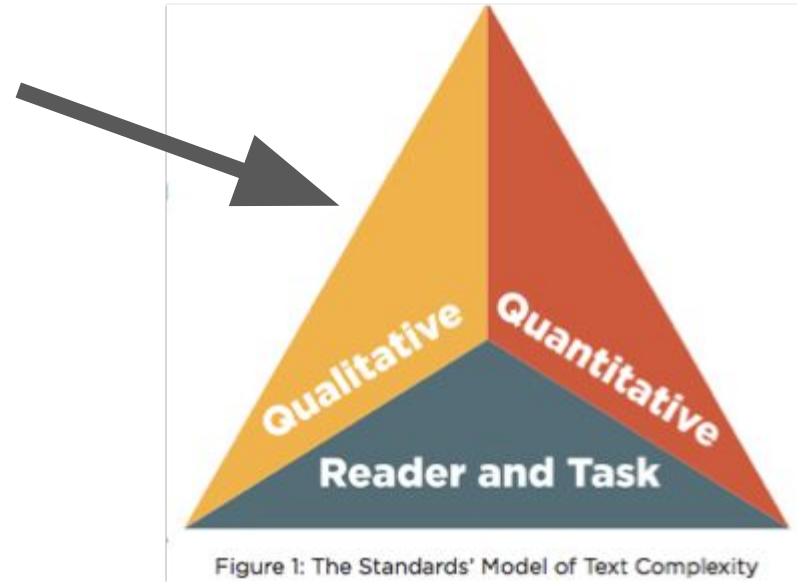 Qualitative
Quantitative
Reader and Task
Figure 1: The Standards' Model of Text Complexity